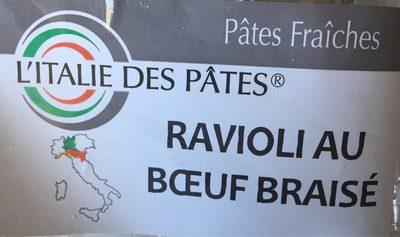 Pâtes Fraîches
L'ITALIE DES PÂTES®
RAVIOLI AU
BŒUF BRAISÉ